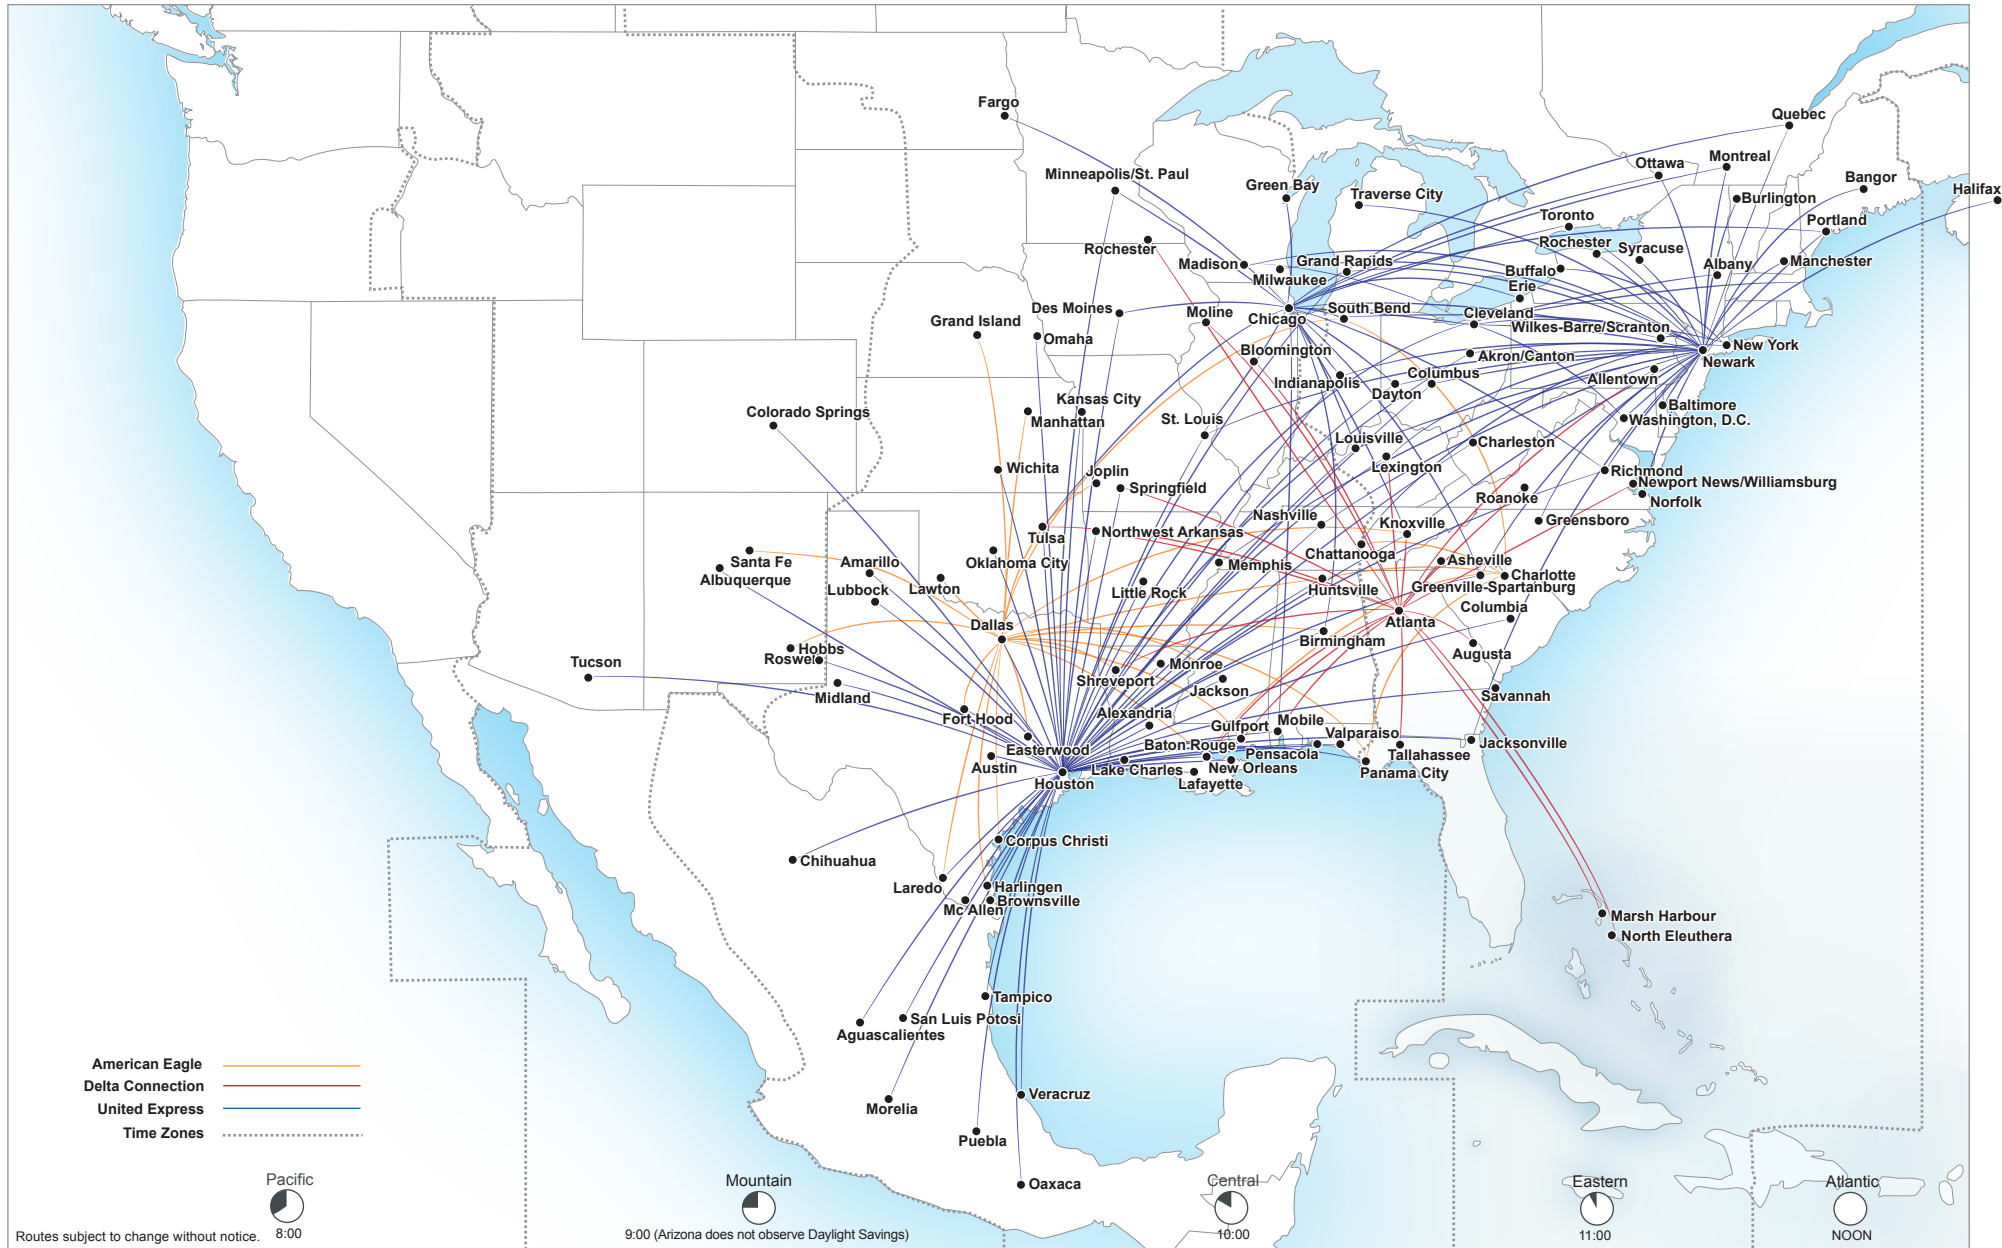 Fargo
Quebec
Minneapolis/St. Paul
Ottawa
Montreal
Green Bay
Traverse City
Bangor
Halifax
Burlington
Toronto
Portland
Rochester
Rochester
Syracuse
Madison
Grand Rapids
Milwaukee
Buffalo
Albany
Manchester
Erie
Des Moines
Moline
South Bend
Chicago
Cleveland
Grand Island
Omaha
Wilkes-Barre/Scranton
New York
Newark
Bloomington
Akron/Canton
Indianapolis
Columbus
Dayton
Allentown
Colorado Springs
Kansas City
Manhattan
St. Louis
Baltimore
Washington, D.C.
Louisville
Charleston
Lexington
Wichita
Joplin
Springfield
Richmond
Newport News/Williamsburg
Norfolk
Roanoke
Nashville
Knoxville
Greensboro
Tulsa
Northwest Arkansas
Chattanooga
Santa Fe
Albuquerque
Amarillo
Oklahoma City
Memphis
Asheville
Charlotte
Lubbock
Lawton
Little Rock
Huntsville
Greenville-Spartanburg
Columbia
Dallas
Atlanta
Birmingham
Hobbs
Roswell
Augusta
Tucson
Monroe
Shreveport
Jackson
Midland
Savannah
Fort Hood
Alexandria
Gulfport
Mobile
Valparaiso
Easterwood
Baton Rouge
Pensacola
Tallahassee
Jacksonville
Austin
Lake Charles
New Orleans
Panama City
Houston
Lafayette
Corpus Christi
Chihuahua
Laredo
Harlingen
Mc Allen
Brownsville
Marsh Harbour
North Eleuthera
Tampico
San Luis Potosi
Aguascalientes
Veracruz
Morelia
Puebla
Oaxaca
American Eagle
Delta Connection
United Express
Time Zones
Pacific
Mountain
Central
Eastern
Atlantic
Routes subject to change without notice.
8:00
9:00 (Arizona does not observe Daylight Savings)
10:00
11:00
NOON